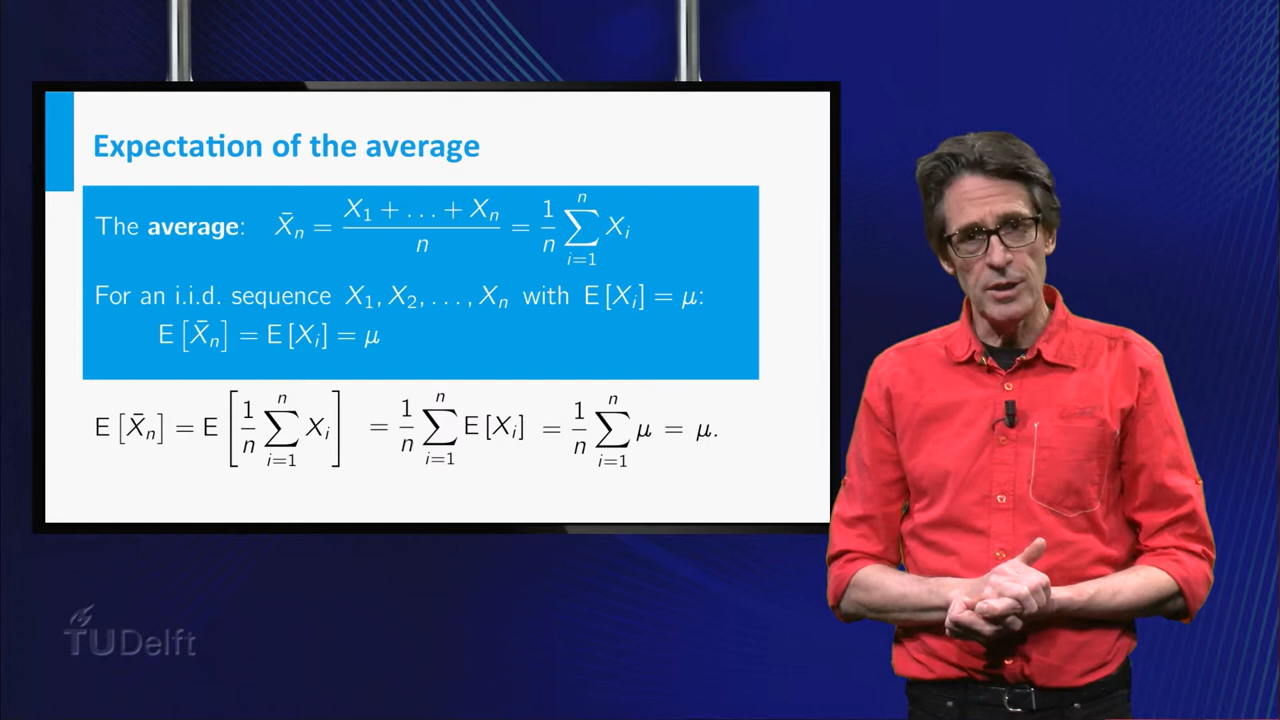 Expectation of the average
The average: X̄ₙ = (X₁ + . . . + Xₙ)/n = (1/n) ∑ᵢ₌₁ⁿ Xᵢ
For an i.i.d. sequence X₁, X₂, . . . , Xₙ with E [Xᵢ] = μ:
E [X̄ₙ] = E [Xᵢ] = μ
E [X̄ₙ] = E [(1/n) ∑ᵢ₌₁ⁿ Xᵢ] = (1/n) ∑ᵢ₌₁ⁿ E [Xᵢ] = (1/n) ∑ᵢ₌₁ⁿ μ = μ.
TUDelft